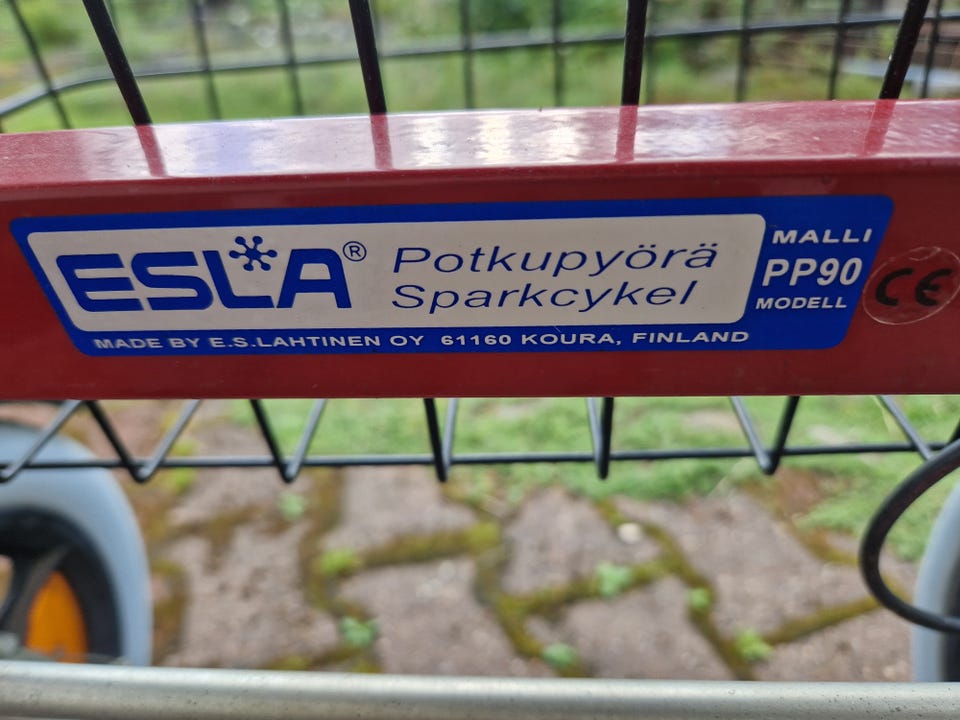 ESLA®
Potkupyörä
Sparkcykel
MALLI
PP90
MODELL
MADE BY E.S.LAHTINEN OY 61160 KOURA, FINLAND
CE